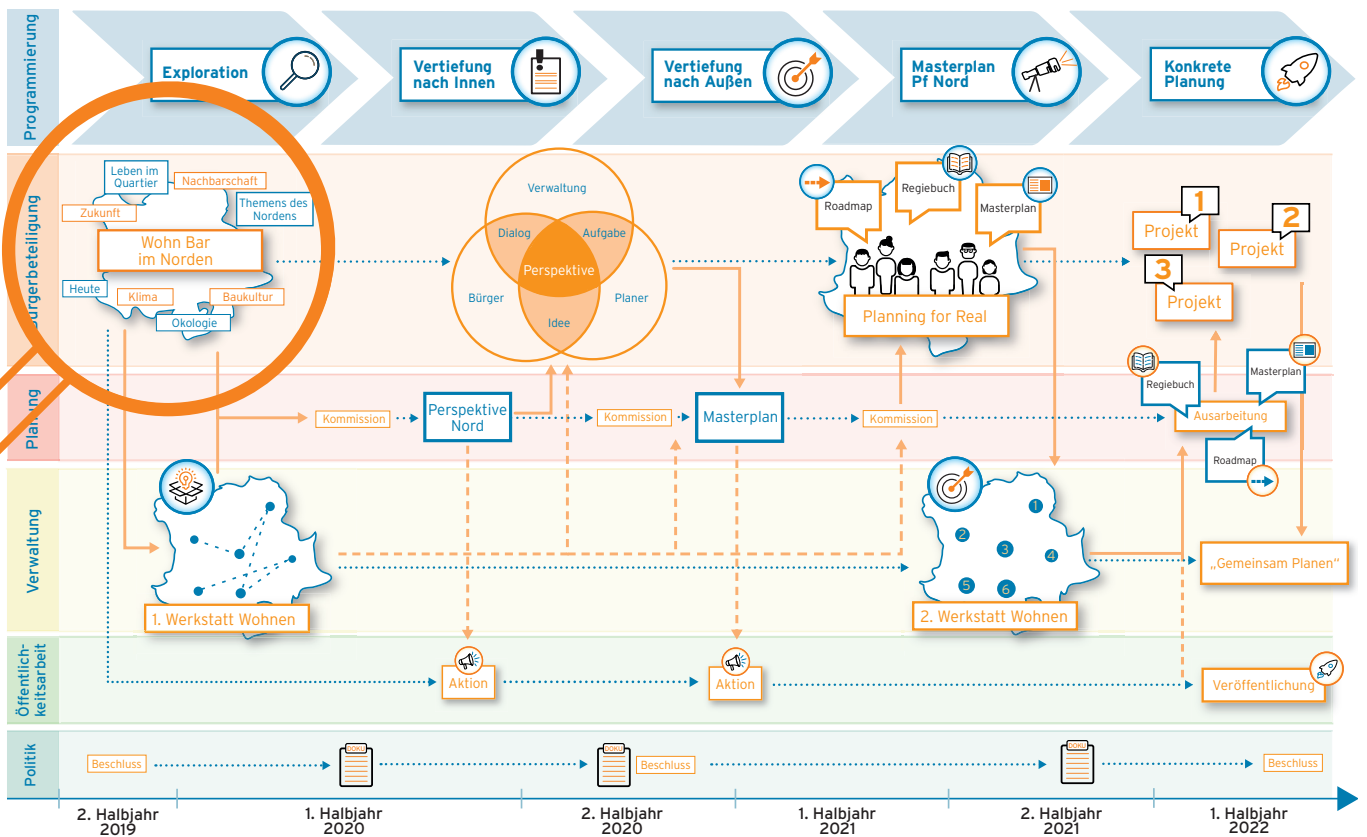 Programmierung
Exploration
Vertiefung
nach Innen
Vertiefung
nach Außen
Masterplan
Pf Nord
Konkrete
Planung
Bürgerbeteiligung
Leben im
Quartier
Nachbarschaft
Zukunft
Themens des
Nordens
Wohn Bar
im Norden
Heute
Klima
Baukultur
Okologie
Verwaltung
Dialog
Aufgabe
Perspektive
Bürger
Planer
Idee
Roadmap
Regiebuch
Masterplan
Planning for Real
1
Projekt
2
Projekt
3
Projekt
Planung
Kommission
Perspektive
Nord
Kommission
Masterplan
Kommission
Regiebuch
Masterplan
Ausarbeitung
Roadmap
Verwaltung
1. Werkstatt Wohnen
1
2
3
4
5
6
2. Werkstatt Wohnen
„Gemeinsam Planen“
Öffentlich-
keitsarbeit
Aktion
Aktion
Veröffentlichung
Politik
Beschluss
DOKU
DOKU
Beschluss
DOKU
Beschluss
2. Halbjahr
2019
1. Halbjahr
2020
2. Halbjahr
2020
1. Halbjahr
2021
2. Halbjahr
2021
1. Halbjahr
2022